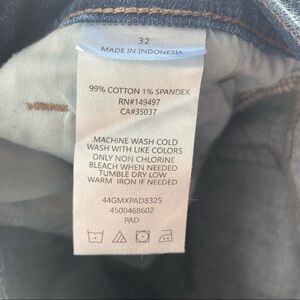 32
MADE IN INDONESIA
99% COTTON 1% SPANDEX
RN#149497
CA#35037
MACHINE WASH COLD
WASH WITH LIKE COLORS
ONLY NON CHLORINE
BLEACH WHEN NEEDED
TUMBLE DRY LOW
WARM IRON IF NEEDED
44GMXPAD8325
4500468602
PAD